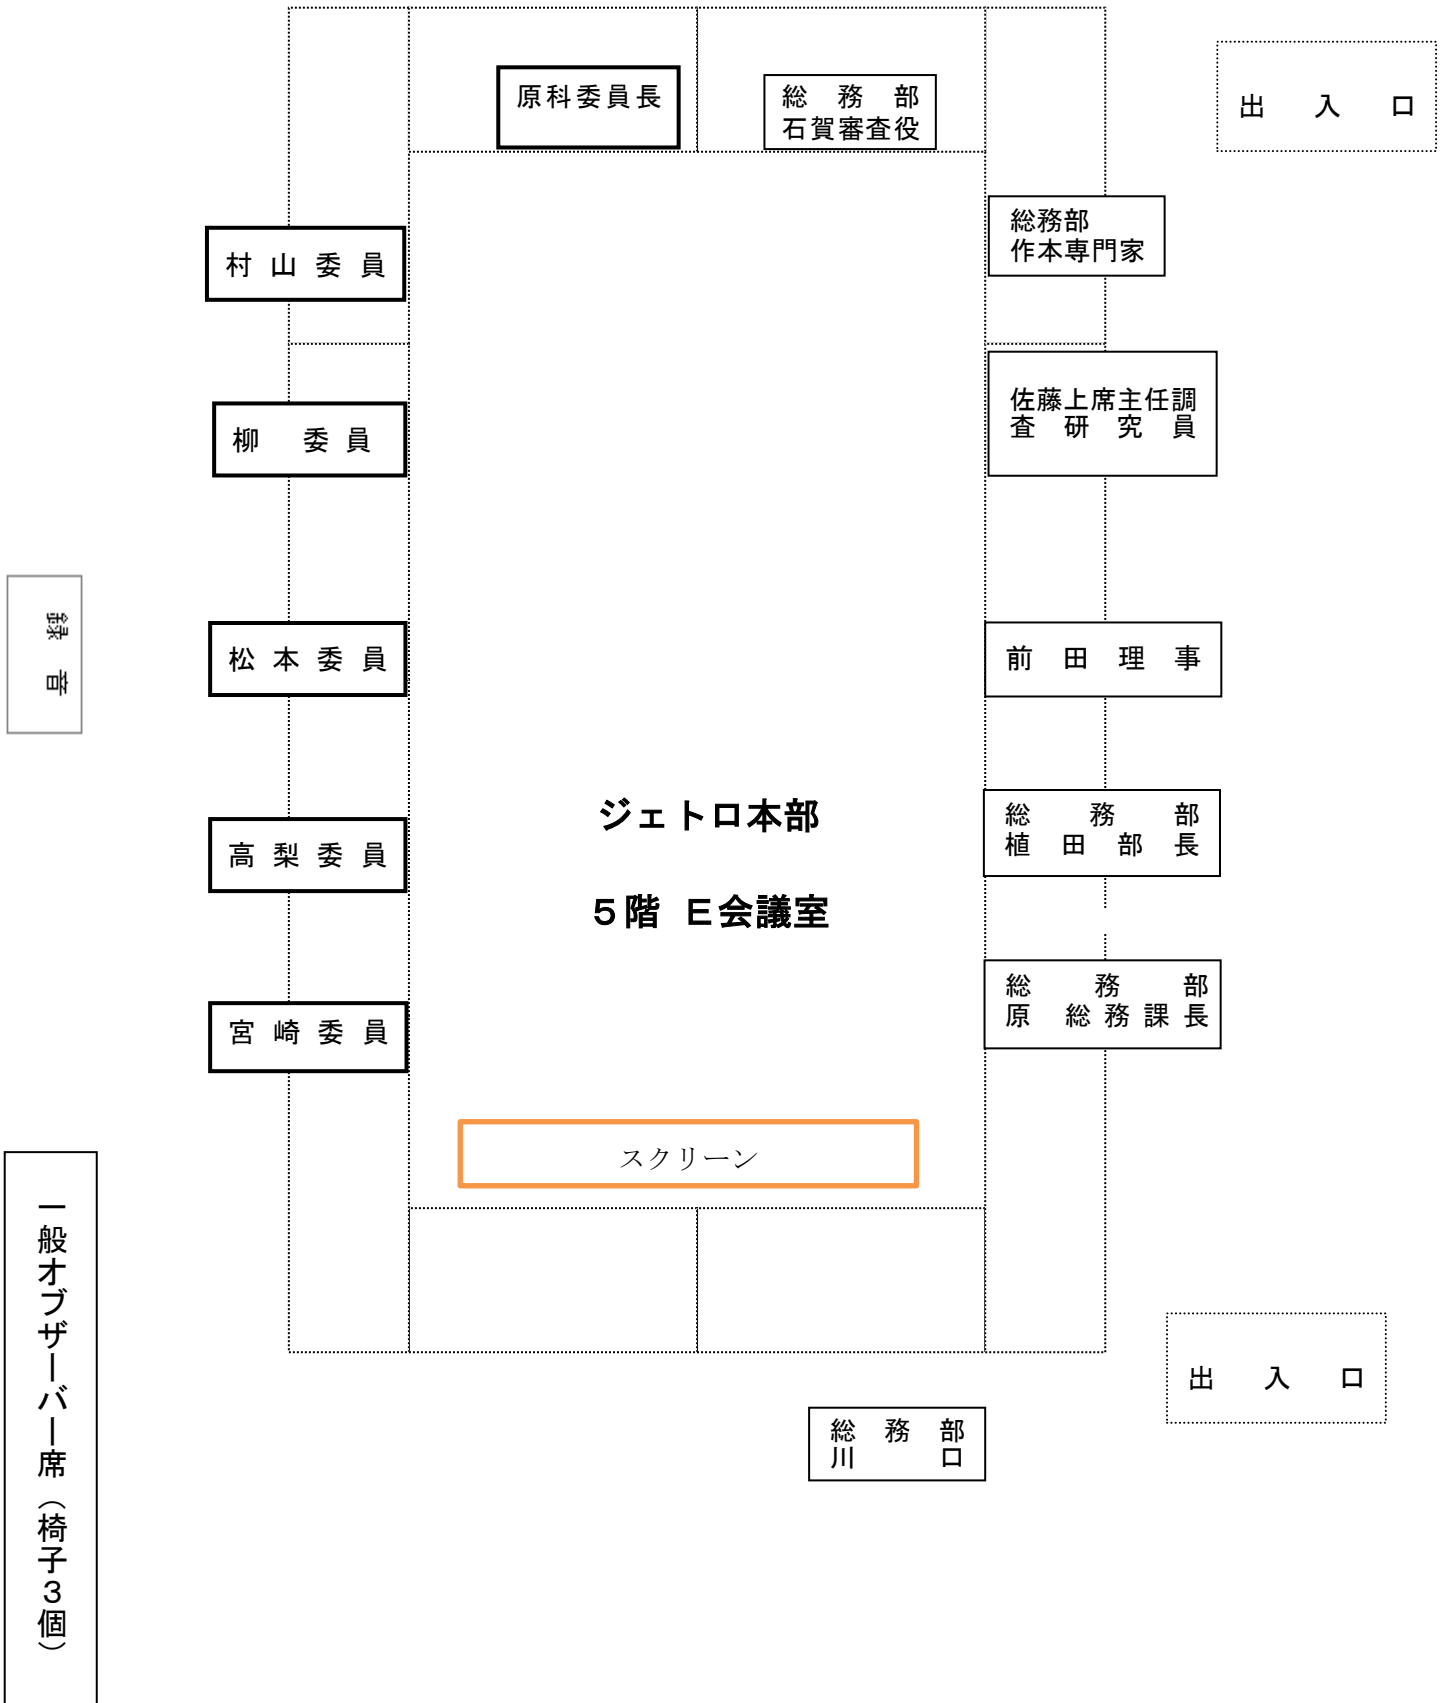 原科委員長
総務部
石賀審査役
出入口
総務部
作本専門家
村山委員
佐藤上席主任調
査研究員
柳 委員
録音
松本委員
前田理事
ジェトロ本部
総務部
植田部長
高梨委員
５階 Ｅ会議室
総務部
原 総務課長
宮崎委員
スクリーン
一般オブザーバー席（椅子３個）
出入口
総務部
川口